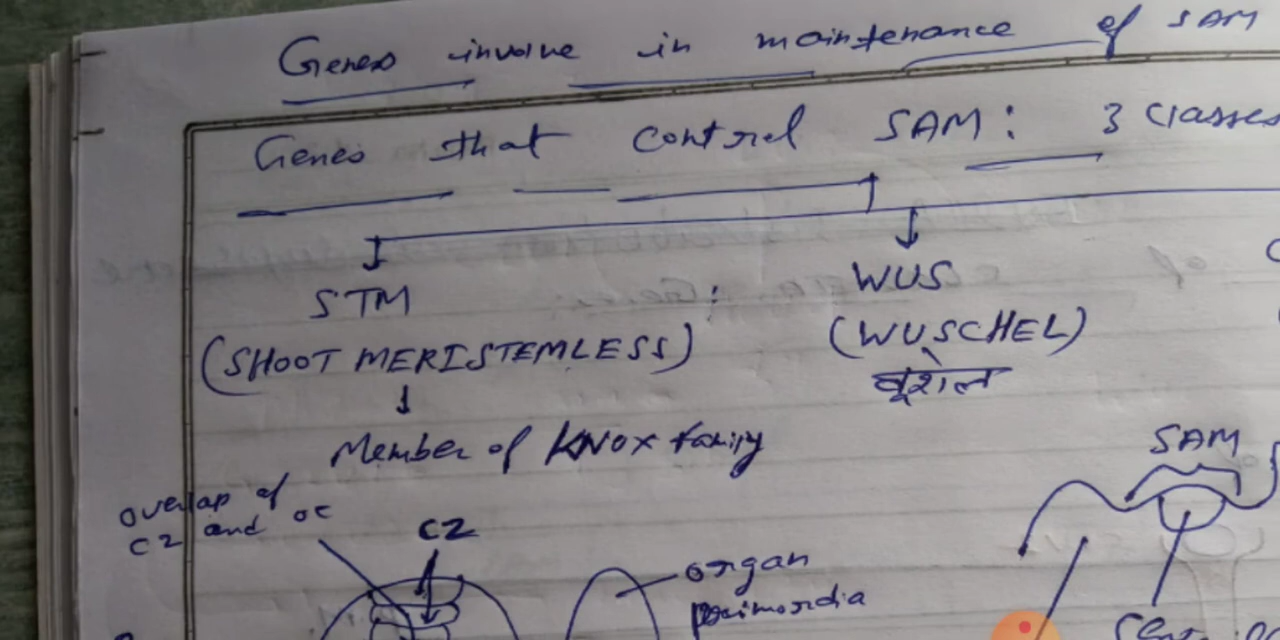 Genes involve in maintenance of SAM
Genes that control SAM: 3 classes
STM
WUS
(SHOOT MERISTEMLESS)
(WUSCHEL)
वूशेल
Member of KNOX family
SAM
overlap of
CZ and OC
CZ
organ
primordia